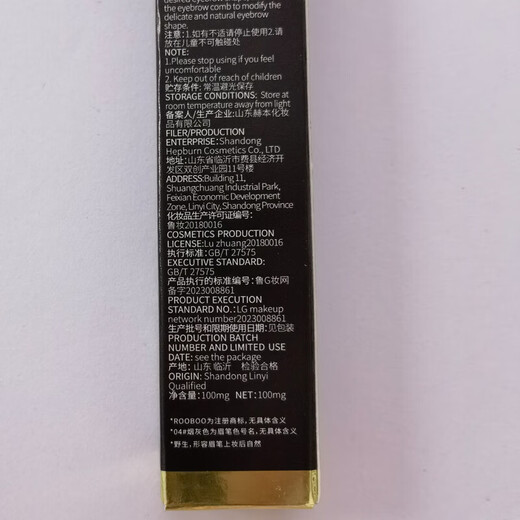 desired eyebrow shape,
the eyebrow comb to modify the
delicate and natural eyebrow
shape.
注意:1.如有不适请停止使用2.请
放在儿童不可触碰处
NOTE:
1.Please stop using if you feel
uncomfortable
2. Keep out of reach of children
贮存条件: 常温避光保存
STORAGE CONDITIONS: Store at
room temperature away from light
备案人/生产企业:山东赫本化妆
品有限公司
FILER/PRODUCTION
ENTERPRISE:Shandong
Hepburn Cosmetics Co., LTD
地址:山东省临沂市费县经济开
发区双创产业园11号楼
ADDRESS:Building 11,
Shuangchuang Industrial Park,
Feixian Economic Development
Zone, Linyi City, Shandong Province
化妆品生产许可证编号:
鲁妆20180016
COSMETICS PRODUCTION
LICENSE:Lu zhuang20180016
执行标准:GB/T 27575
EXECUTIVE STANDARD:
GB/T 27575
产品执行的标准编号:鲁G妆网
备字2023008861
PRODUCT EXECUTION
STANDARD NO.:LG makeup
network number2023008861
生产批号和限期使用日期:见包装
PRODUCTION BATCH
NUMBER AND LIMITED USE
DATE: see the package
产地:山东 临沂 检验合格
ORIGIN: Shandong Linyi
Qualified
净含量:100mg NET:100mg
*ROOBOO为注册商标,无具体含义
*04#烟灰色为眉笔色号名,无具体含义
*野生,形容眉笔上妆后自然